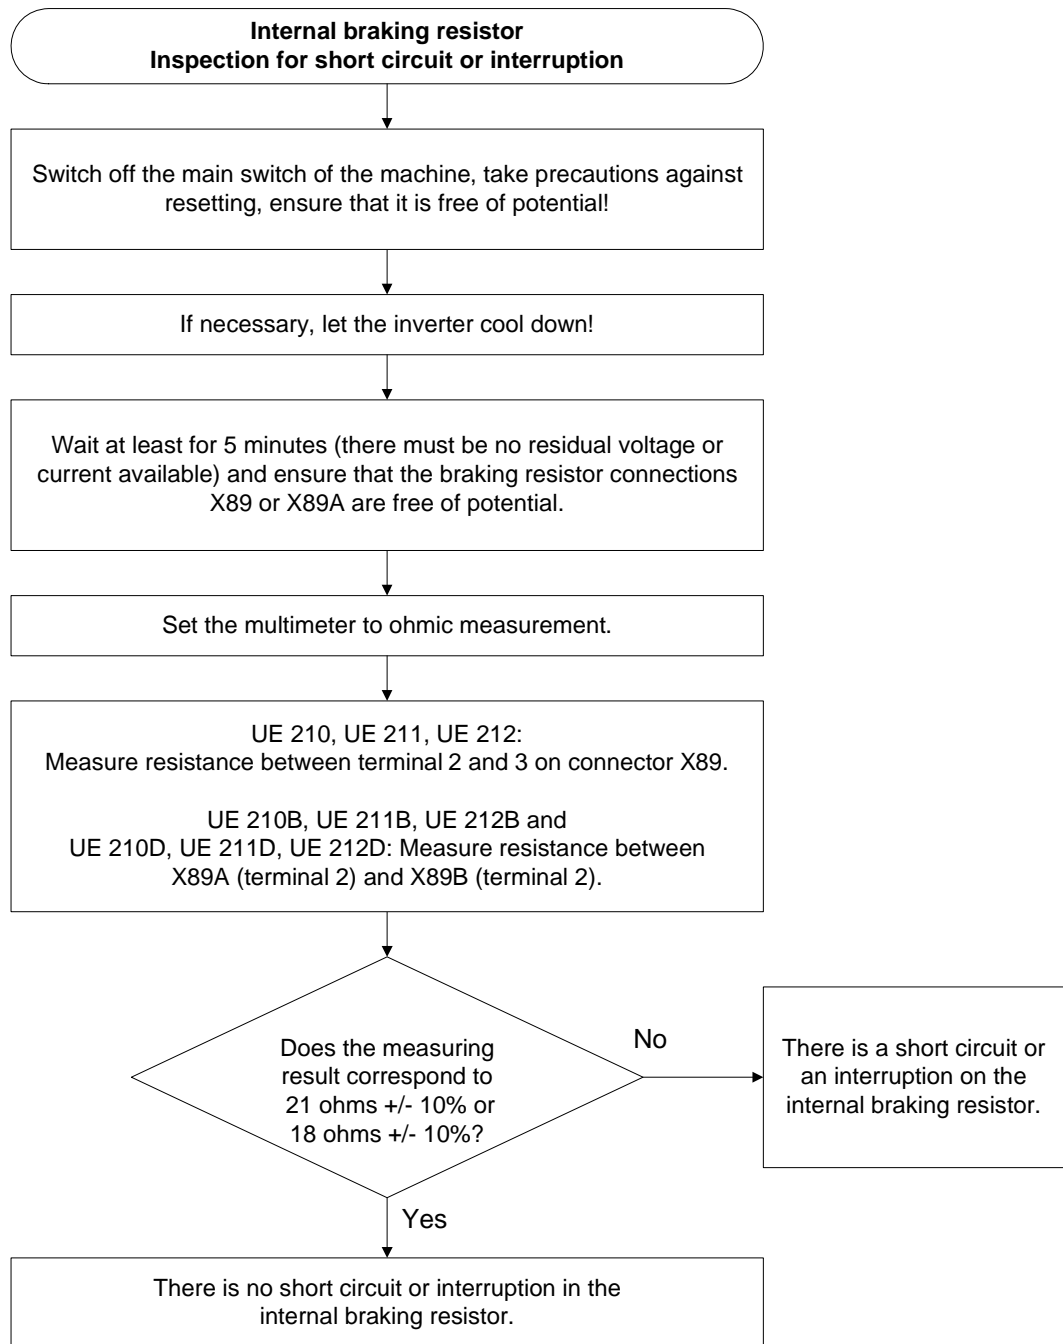 Internal braking resistor
Inspection for short circuit or interruption
Switch off the main switch of the machine, take precautions against
resetting, ensure that it is free of potential!
If necessary, let the inverter cool down!
Wait at least for 5 minutes (there must be no residual voltage or
current available) and ensure that the braking resistor connections
X89 or X89A are free of potential.
Set the multimeter to ohmic measurement.
UE 210, UE 211, UE 212:
Measure resistance between terminal 2 and 3 on connector X89.
UE 210B, UE 211B, UE 212B and
UE 210D, UE 211D, UE 212D: Measure resistance between
X89A (terminal 2) and X89B (terminal 2).
Does the measuring
result correspond to
21 ohms +/- 10% or
18 ohms +/- 10%?
No
There is a short circuit or
an interruption on the
internal braking resistor.
Yes
There is no short circuit or interruption in the
internal braking resistor.